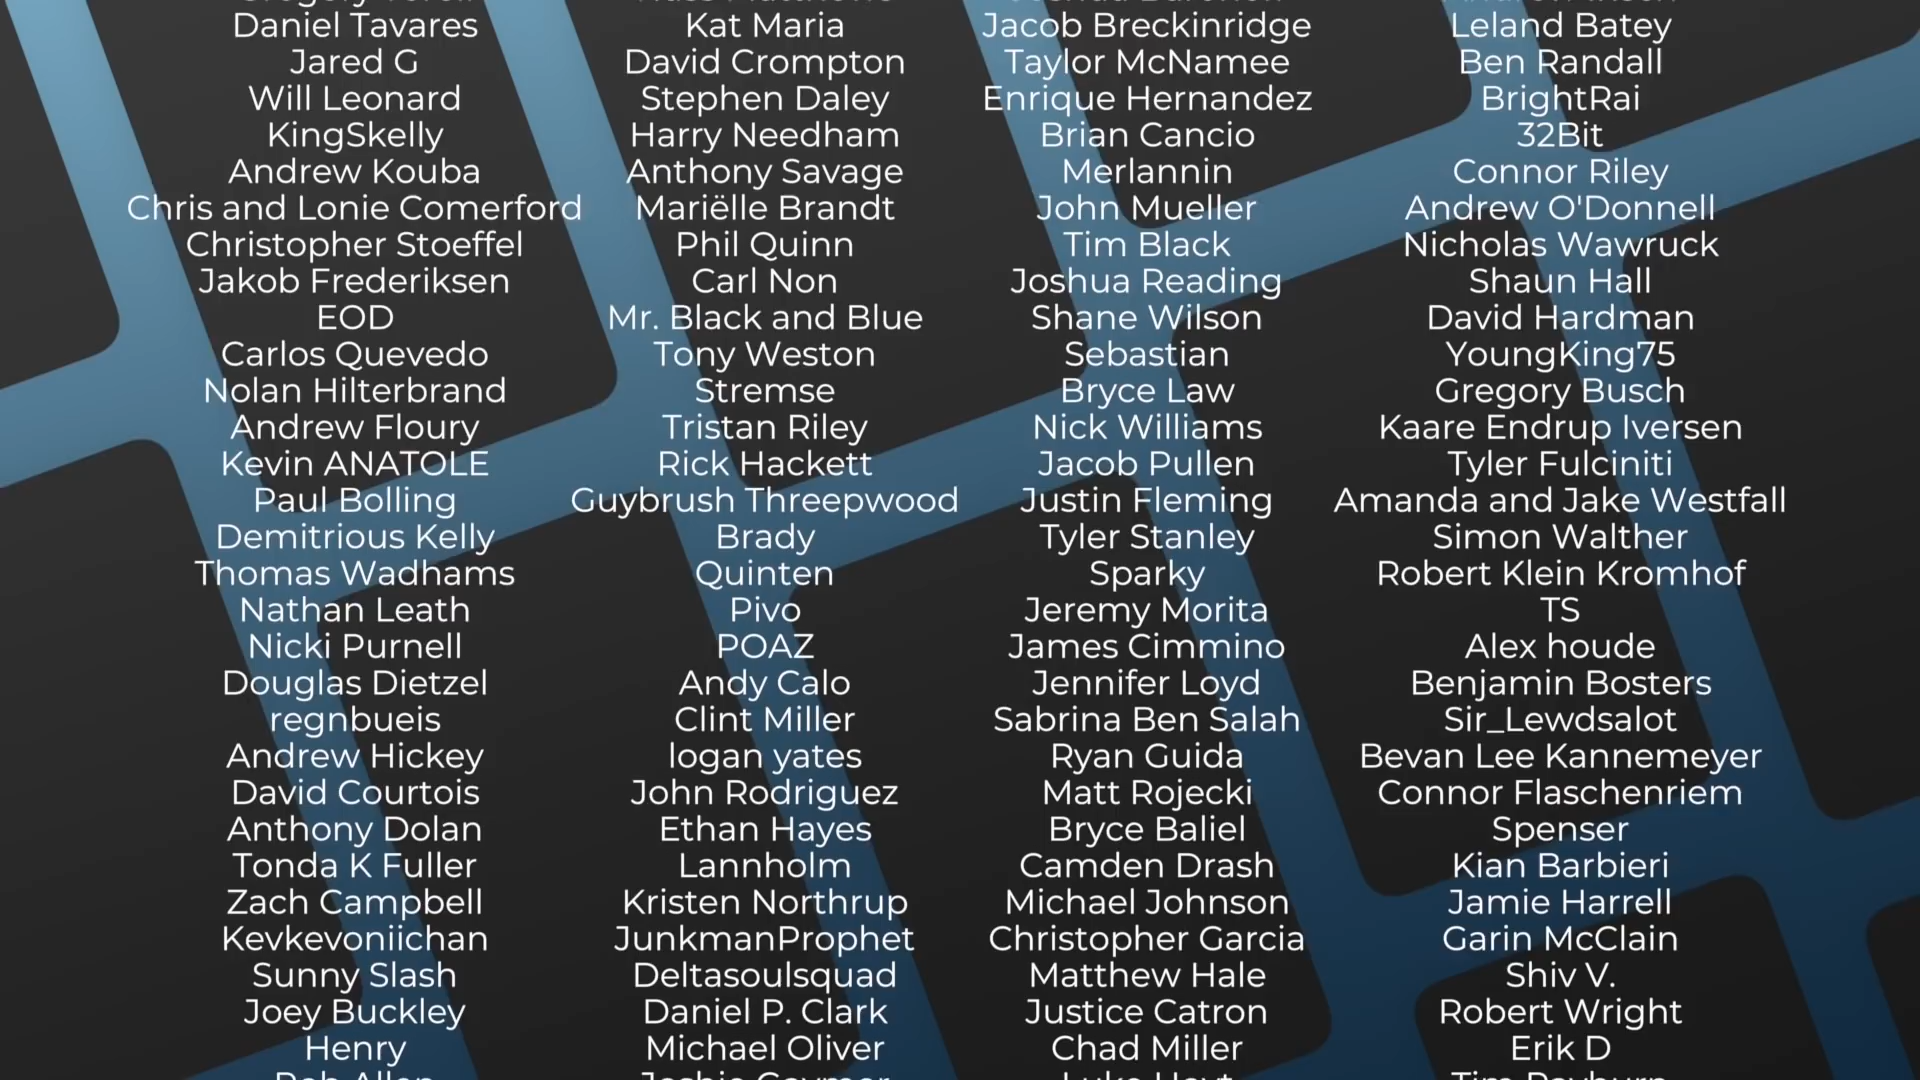 Daniel Tavares
Jared G
Will Leonard
KingSkelly
Andrew Kouba
Chris and Lonie Comerford
Christopher Stoeffel
Jakob Frederiksen
EOD
Carlos Quevedo
Nolan Hilterbrand
Andrew Floury
Kevin ANATOLE
Paul Bolling
Demitrious Kelly
Thomas Wadhams
Nathan Leath
Nicki Purnell
Douglas Dietzel
regnbueis
Andrew Hickey
David Courtois
Anthony Dolan
Tonda K Fuller
Zach Campbell
Kevkevoniichan
Sunny Slash
Joey Buckley
Henry
Kat Maria
David Crompton
Stephen Daley
Harry Needham
Anthony Savage
Mariëlle Brandt
Phil Quinn
Carl Non
Mr. Black and Blue
Tony Weston
Stremse
Tristan Riley
Rick Hackett
Guybrush Threepwood
Brady
Quinten
Pivo
POAZ
Andy Calo
Clint Miller
logan yates
John Rodriguez
Ethan Hayes
Lannholm
Kristen Northrup
JunkmanProphet
Deltasoulsquad
Daniel P. Clark
Michael Oliver
Jacob Breckinridge
Taylor McNamee
Enrique Hernandez
Brian Cancio
Merlannin
John Mueller
Tim Black
Joshua Reading
Shane Wilson
Sebastian
Bryce Law
Nick Williams
Jacob Pullen
Justin Fleming
Tyler Stanley
Sparky
Jeremy Morita
James Cimmino
Jennifer Loyd
Sabrina Ben Salah
Ryan Guida
Matt Rojecki
Bryce Baliel
Camden Drash
Michael Johnson
Christopher Garcia
Matthew Hale
Justice Catron
Chad Miller
Leland Batey
Ben Randall
BrightRai
32Bit
Connor Riley
Andrew O'Donnell
Nicholas Wawruck
Shaun Hall
David Hardman
YoungKing75
Gregory Busch
Kaare Endrup Iversen
Tyler Fulciniti
Amanda and Jake Westfall
Simon Walther
Robert Klein Kromhof
TS
Alex houde
Benjamin Bosters
Sir_Lewdsalot
Bevan Lee Kannemeyer
Connor Flaschenriem
Spenser
Kian Barbieri
Jamie Harrell
Garin McClain
Shiv V.
Robert Wright
Erik D